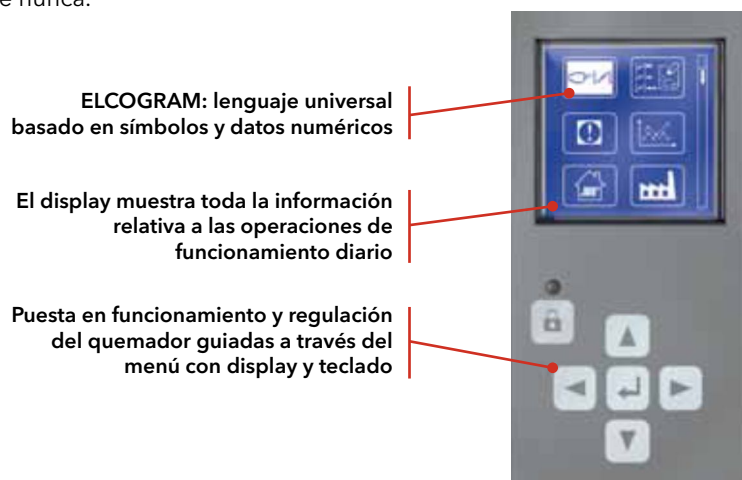 e nunca.
ELCOGRAM: lenguaje universal
basado en símbolos y datos numéricos
El display muestra toda la información
relativa a las operaciones de
funcionamiento diario
Puesta en funcionamiento y regulación
del quemador guiadas a través del
menú con display y teclado